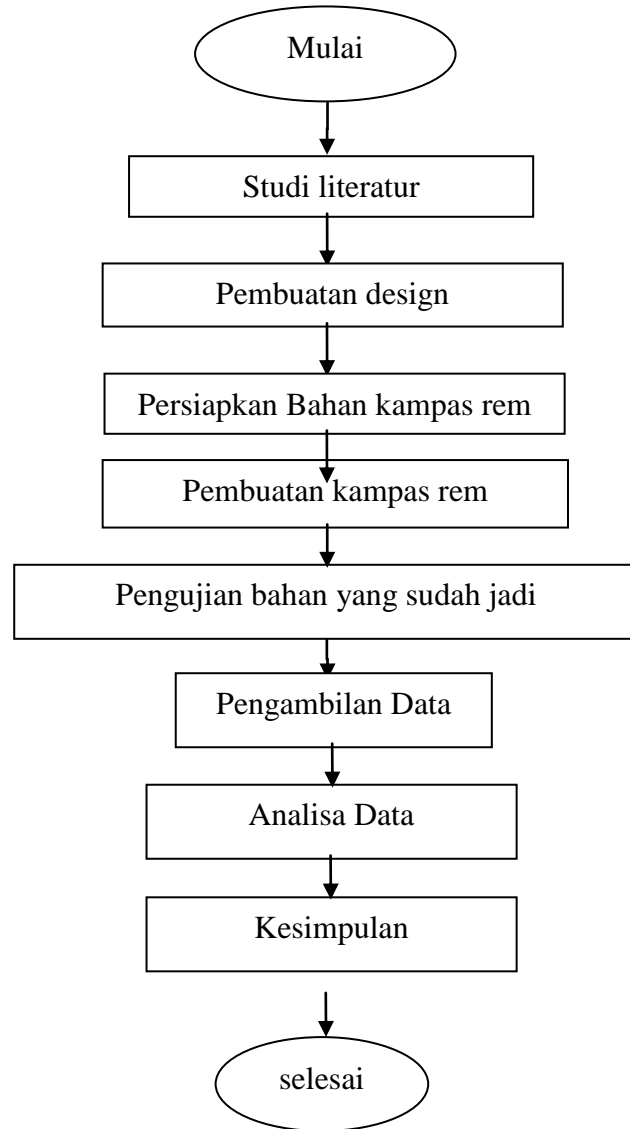 Mulai
Studi literatur
Pembuatan design
Persiapkan Bahan kampas rem
Pembuatan kampas rem
Pengujian bahan yang sudah jadi
Pengambilan Data
Analisa Data
Kesimpulan
selesai